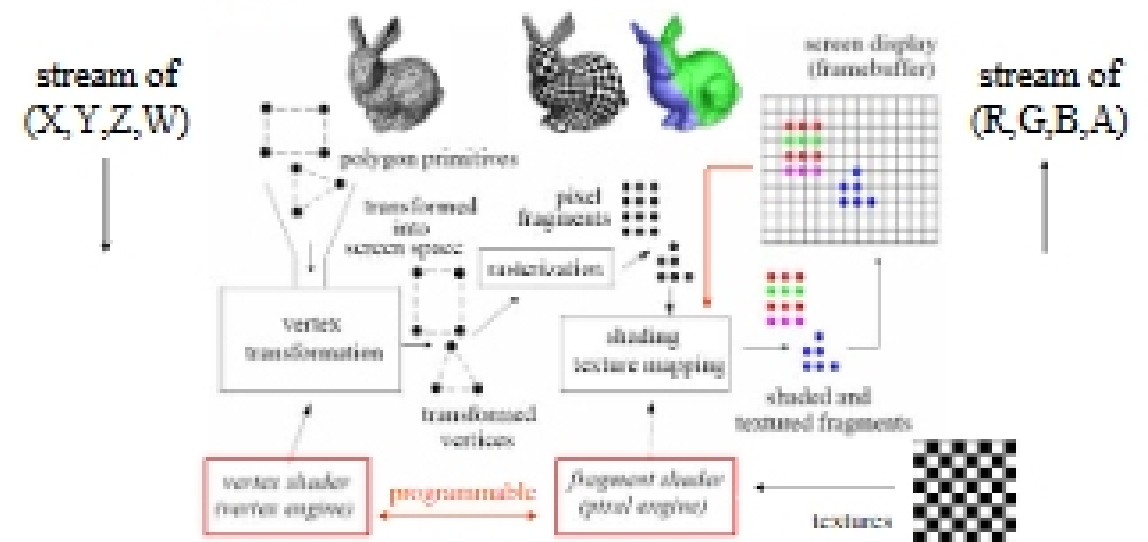 stream of
(X,Y,Z,W)
polygon primitives
transformed
into
screen space
vertex
transformation
transformed
vertices
vertex shader
(vertex engine)
programmable
rasterization
pixel
fragments
shading
texture mapping
fragment shader
(pixel engine)
screen display
(framebuffer)
shaded and
textured fragments
textures
stream of
(R,G,B,A)